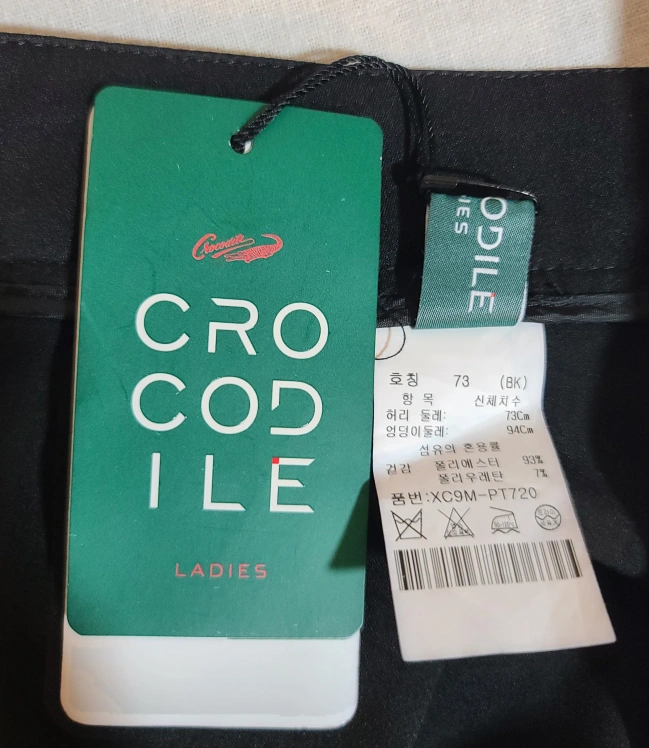 Crocodile
CRO
COD
ILE
LADIES
ODILE
IES
호칭 73 (BK)
항 목 신체치수
허리 둘레: 73Cm
엉덩이둘레: 94Cm
섬유의 혼용률
겉감 폴리에스터 93%
폴리우레탄 7%
품번:XC9M-PT720